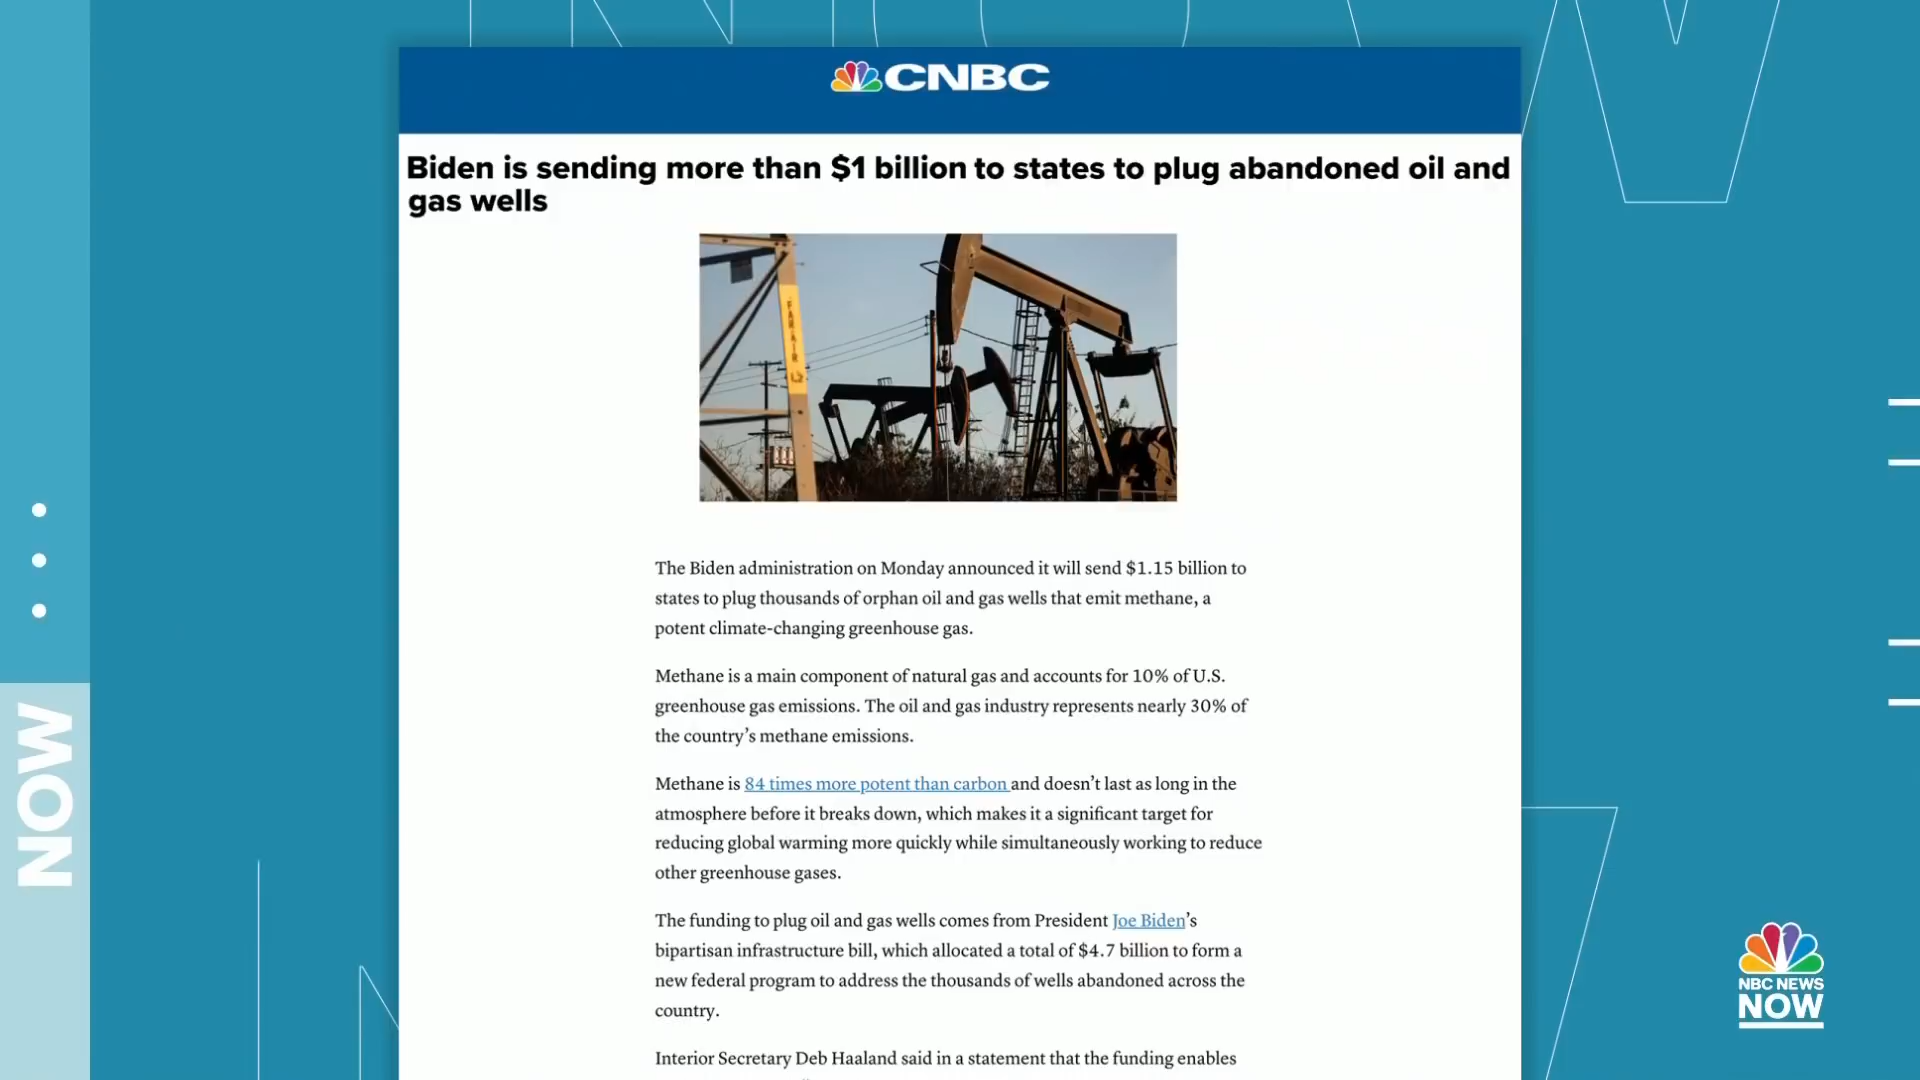 CNBC
Biden is sending more than $1 billion to states to plug abandoned oil and
gas wells
The Biden administration on Monday announced it will send $1.15 billion to
states to plug thousands of orphan oil and gas wells that emit methane, a
potent climate-changing greenhouse gas.
Methane is a main component of natural gas and accounts for 10% of U.S.
greenhouse gas emissions. The oil and gas industry represents nearly 30% of
the country’s methane emissions.
Methane is 84 times more potent than carbon and doesn’t last as long in the
atmosphere before it breaks down, which makes it a significant target for
reducing global warming more quickly while simultaneously working to reduce
other greenhouse gases.
The funding to plug oil and gas wells comes from President Joe Biden’s
bipartisan infrastructure bill, which allocated a total of $4.7 billion to form a
new federal program to address the thousands of wells abandoned across the
country.
Interior Secretary Deb Haaland said in a statement that the funding enables
NOW
NBC NEWS
NOW